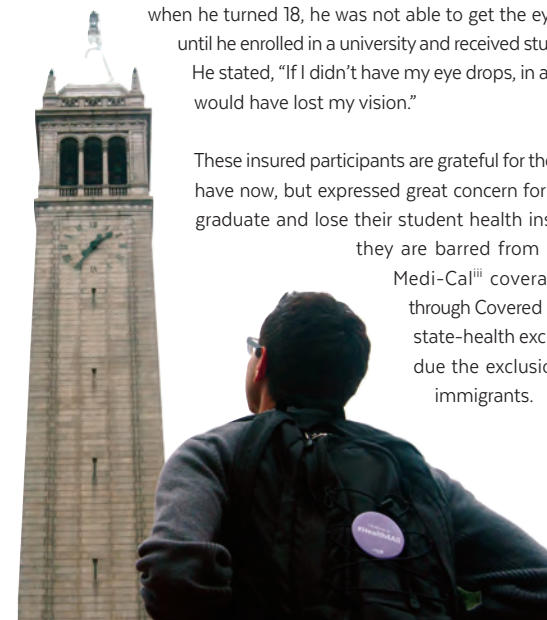 when he turned 18, he was not able to get the ey
until he enrolled in a university and received stu
He stated, “If I didn’t have my eye drops, in a
would have lost my vision.”
These insured participants are grateful for the
have now, but expressed great concern for
graduate and lose their student health ins
they are barred from
Medi-Caliii covera
through Covered
state-health exc
due the exclusio
immigrants.
#Health4All